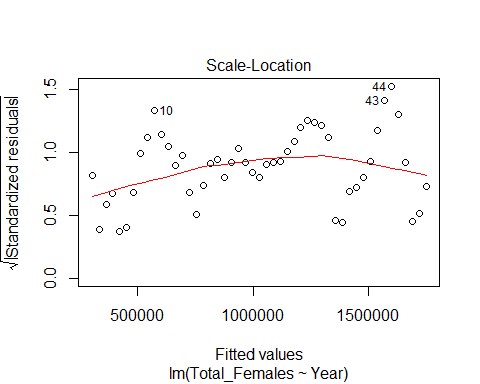 Scale-Location
√|Standardized residuals|
0.0 0.5 1.0 1.5
10
44
43
500000 1000000 1500000
Fitted values
lm(Total_Females ~ Year)